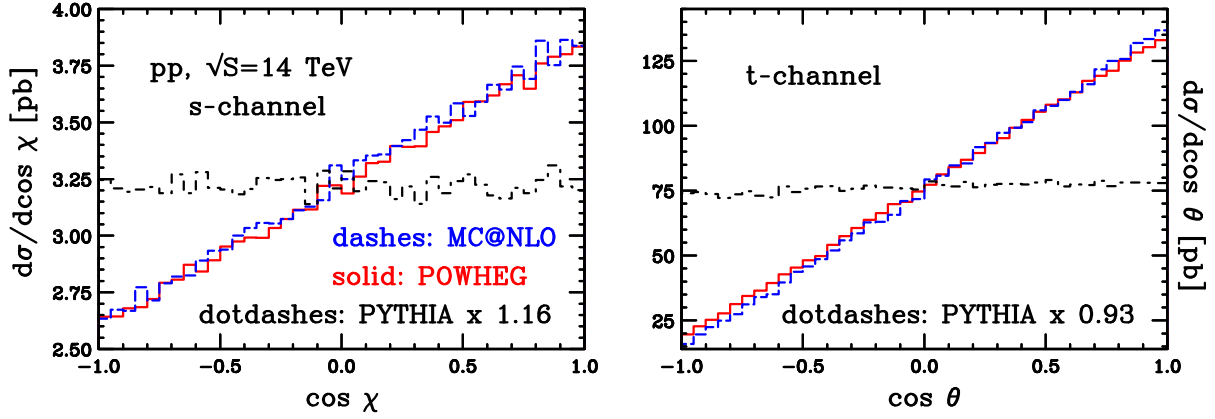 4.00
3.75
3.50
3.25
3.00
2.75
2.50
dσ/dcos χ [pb]
pp, √S=14 TeV
s-channel
dashes: MC@NLO
solid: POWHEG
dotdashes: PYTHIA x 1.16
-1.0 -0.5 0.0 0.5 1.0
cos χ
125
100
75
50
25
t-channel
dotdashes: PYTHIA x 0.93
-1.0 -0.5 0.0 0.5 1.0
cos θ
dσ/dcos θ [pb]